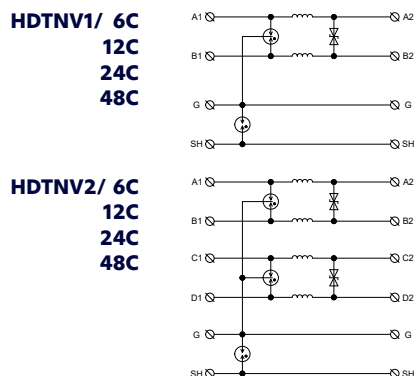 HDTNV1/ 6C
12C
24C
48C
A1 A2
B1 B2
G G
SH SH
HDTNV2/ 6C
12C
24C
48C
A1 A2
B1 B2
C1 C2
D1 D2
G G
SH SH